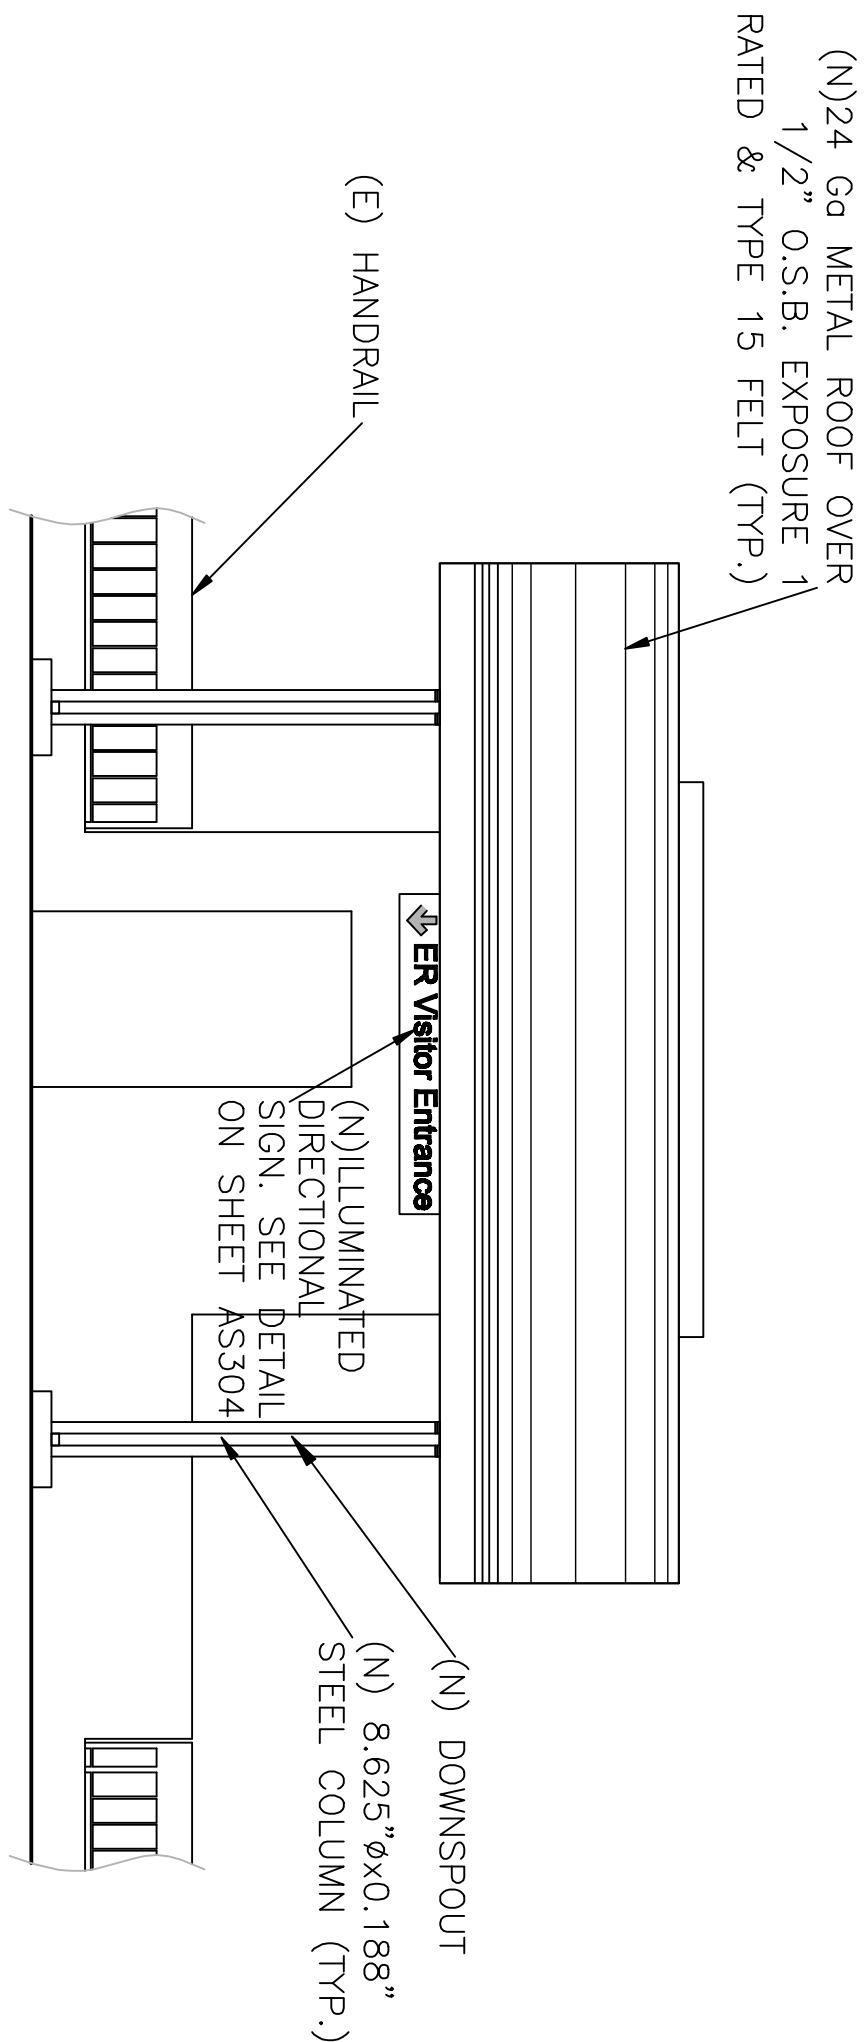 (N)24 Ga METAL ROOF OVER
1/2" O.S.B. EXPOSURE 1
RATED & TYPE 15 FELT (TYP.)
(E) HANDRAIL
ER Visitor Entrance
(N)ILLUMINATED
DIRECTIONAL
SIGN. SEE DETAIL
ON SHEET AS304
(N) DOWNSPOUT
(N) 8.625"øx0.188"
STEEL COLUMN (TYP.)